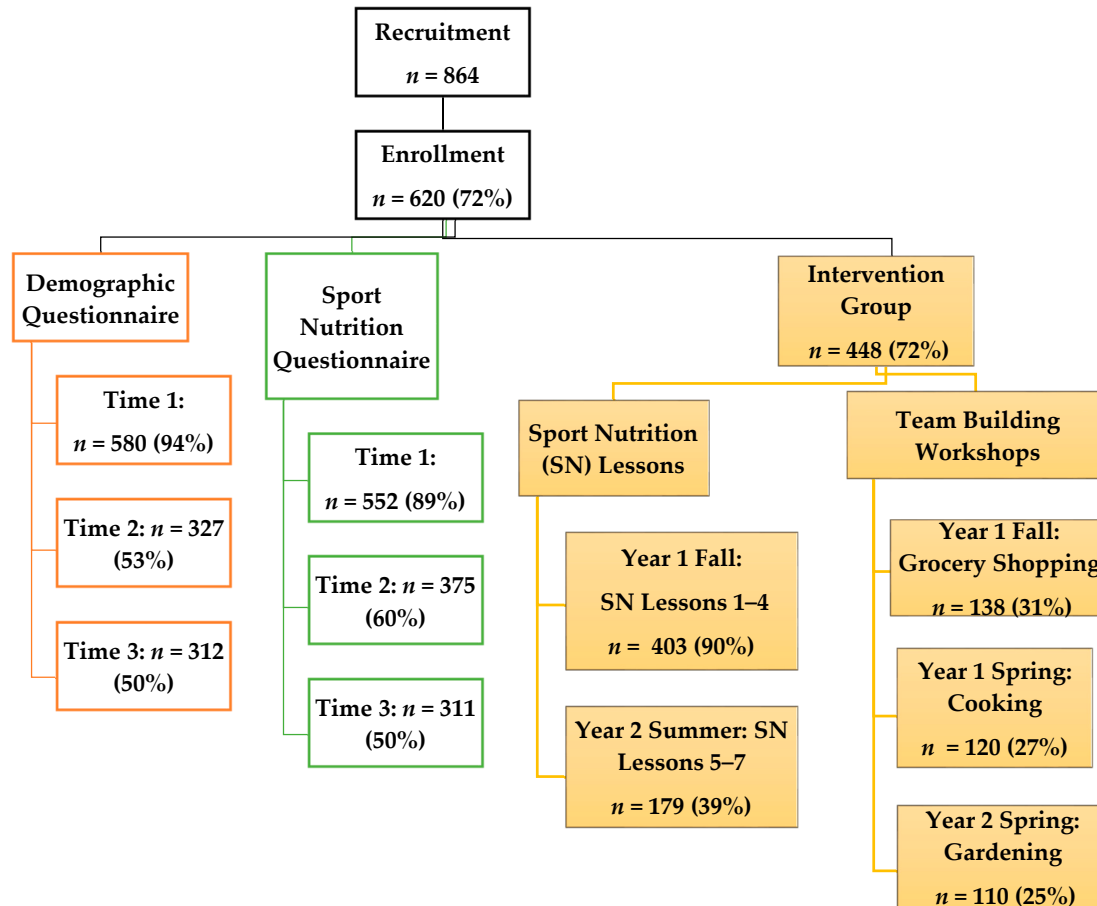 Recruitment
n = 864
Enrollment
n = 620 (72%)
Demographic
Questionnaire
Time 1:
n = 580 (94%)
Time 2: n = 327
(53%)
Time 3: n = 312
(50%)
Sport
Nutrition
Questionnaire
Time 1:
n = 552 (89%)
Time 2: n = 375
(60%)
Time 3: n = 311
(50%)
Intervention
Group
n = 448 (72%)
Sport Nutrition
(SN) Lessons
Year 1 Fall:
SN Lessons 1–4
n = 403 (90%)
Year 2 Summer: SN
Lessons 5–7
n = 179 (39%)
Team Building
Workshops
Year 1 Fall:
Grocery Shopping
n = 138 (31%)
Year 1 Spring:
Cooking
n = 120 (27%)
Year 2 Spring:
Gardening
n = 110 (25%)